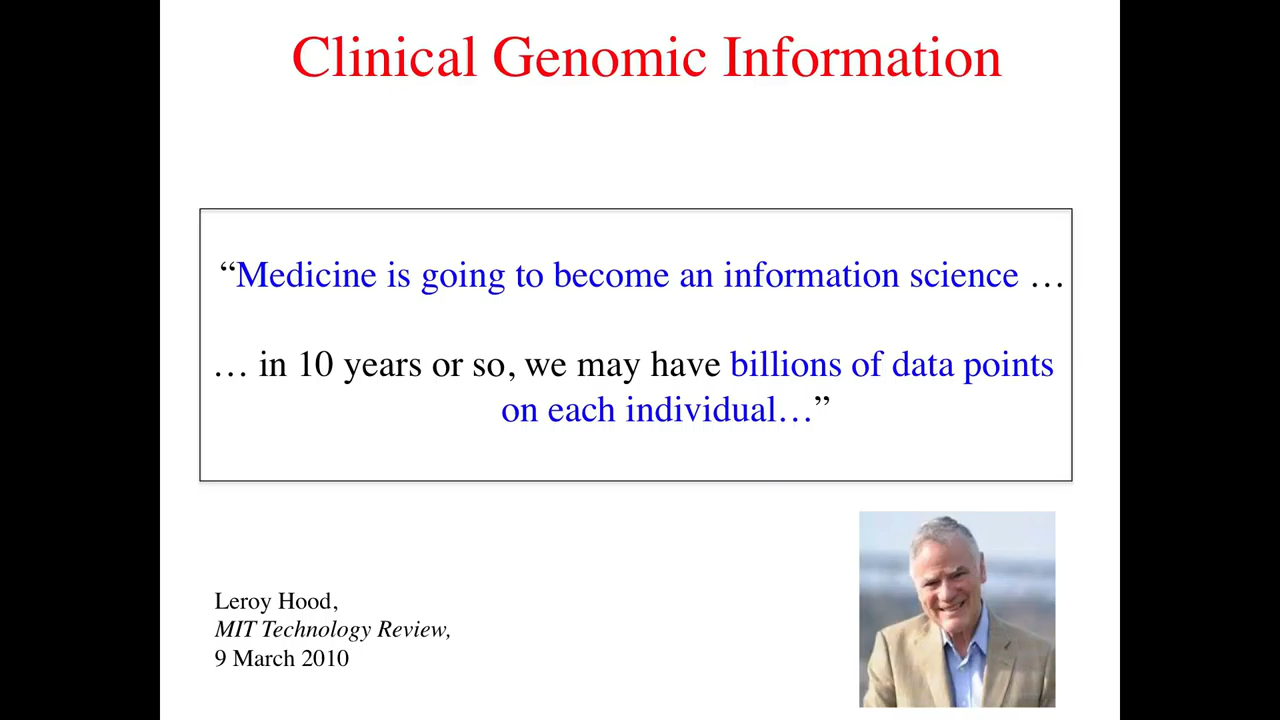 Clinical Genomic Information
“Medicine is going to become an information science …
… in 10 years or so, we may have billions of data points
on each individual…”
Leroy Hood,
MIT Technology Review,
9 March 2010